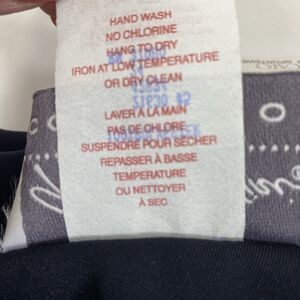 HAND WASH
NO CHLORINE
HANG TO DRY
IRON AT LOW TEMPERATURE
OR DRY CLEAN
LAVER A LA MAIN
PAS DE CHLORE
SUSPENDRE POUR SÉCHER
REPASSER À BASSE
TEMPERATURE
OU NETTOYER
À SEC